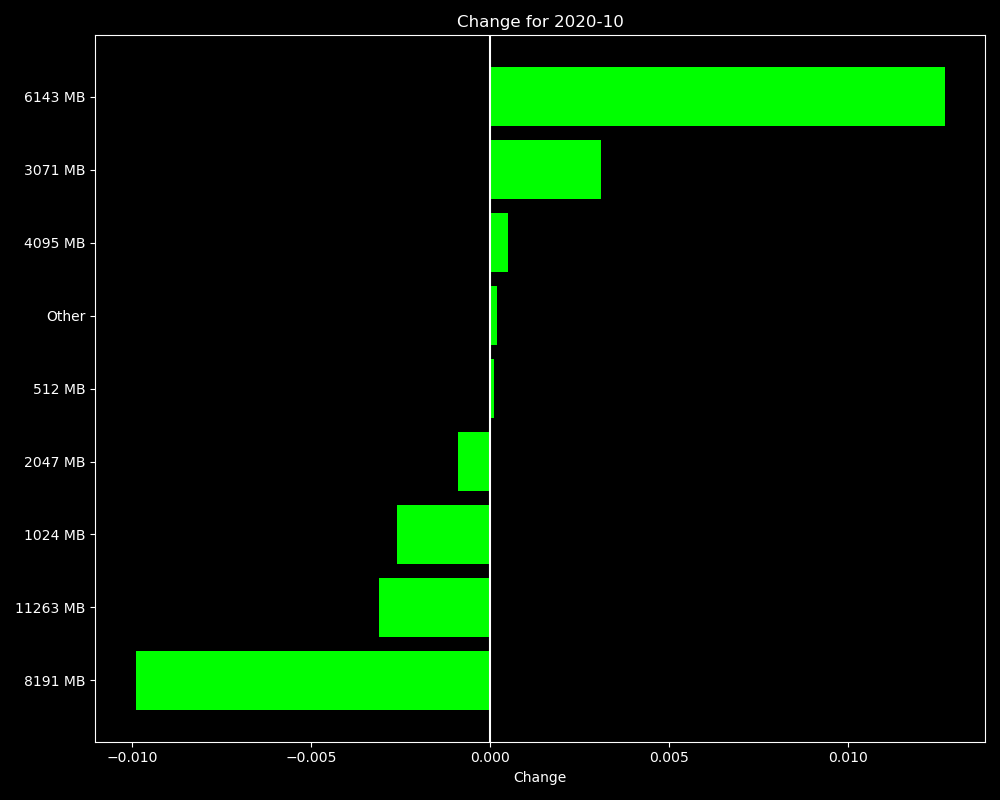 Change for 2020-10
6143 MB
3071 MB
4095 MB
Other
512 MB
2047 MB
1024 MB
11263 MB
8191 MB
−0.010 −0.005 0.000 0.005 0.010
Change